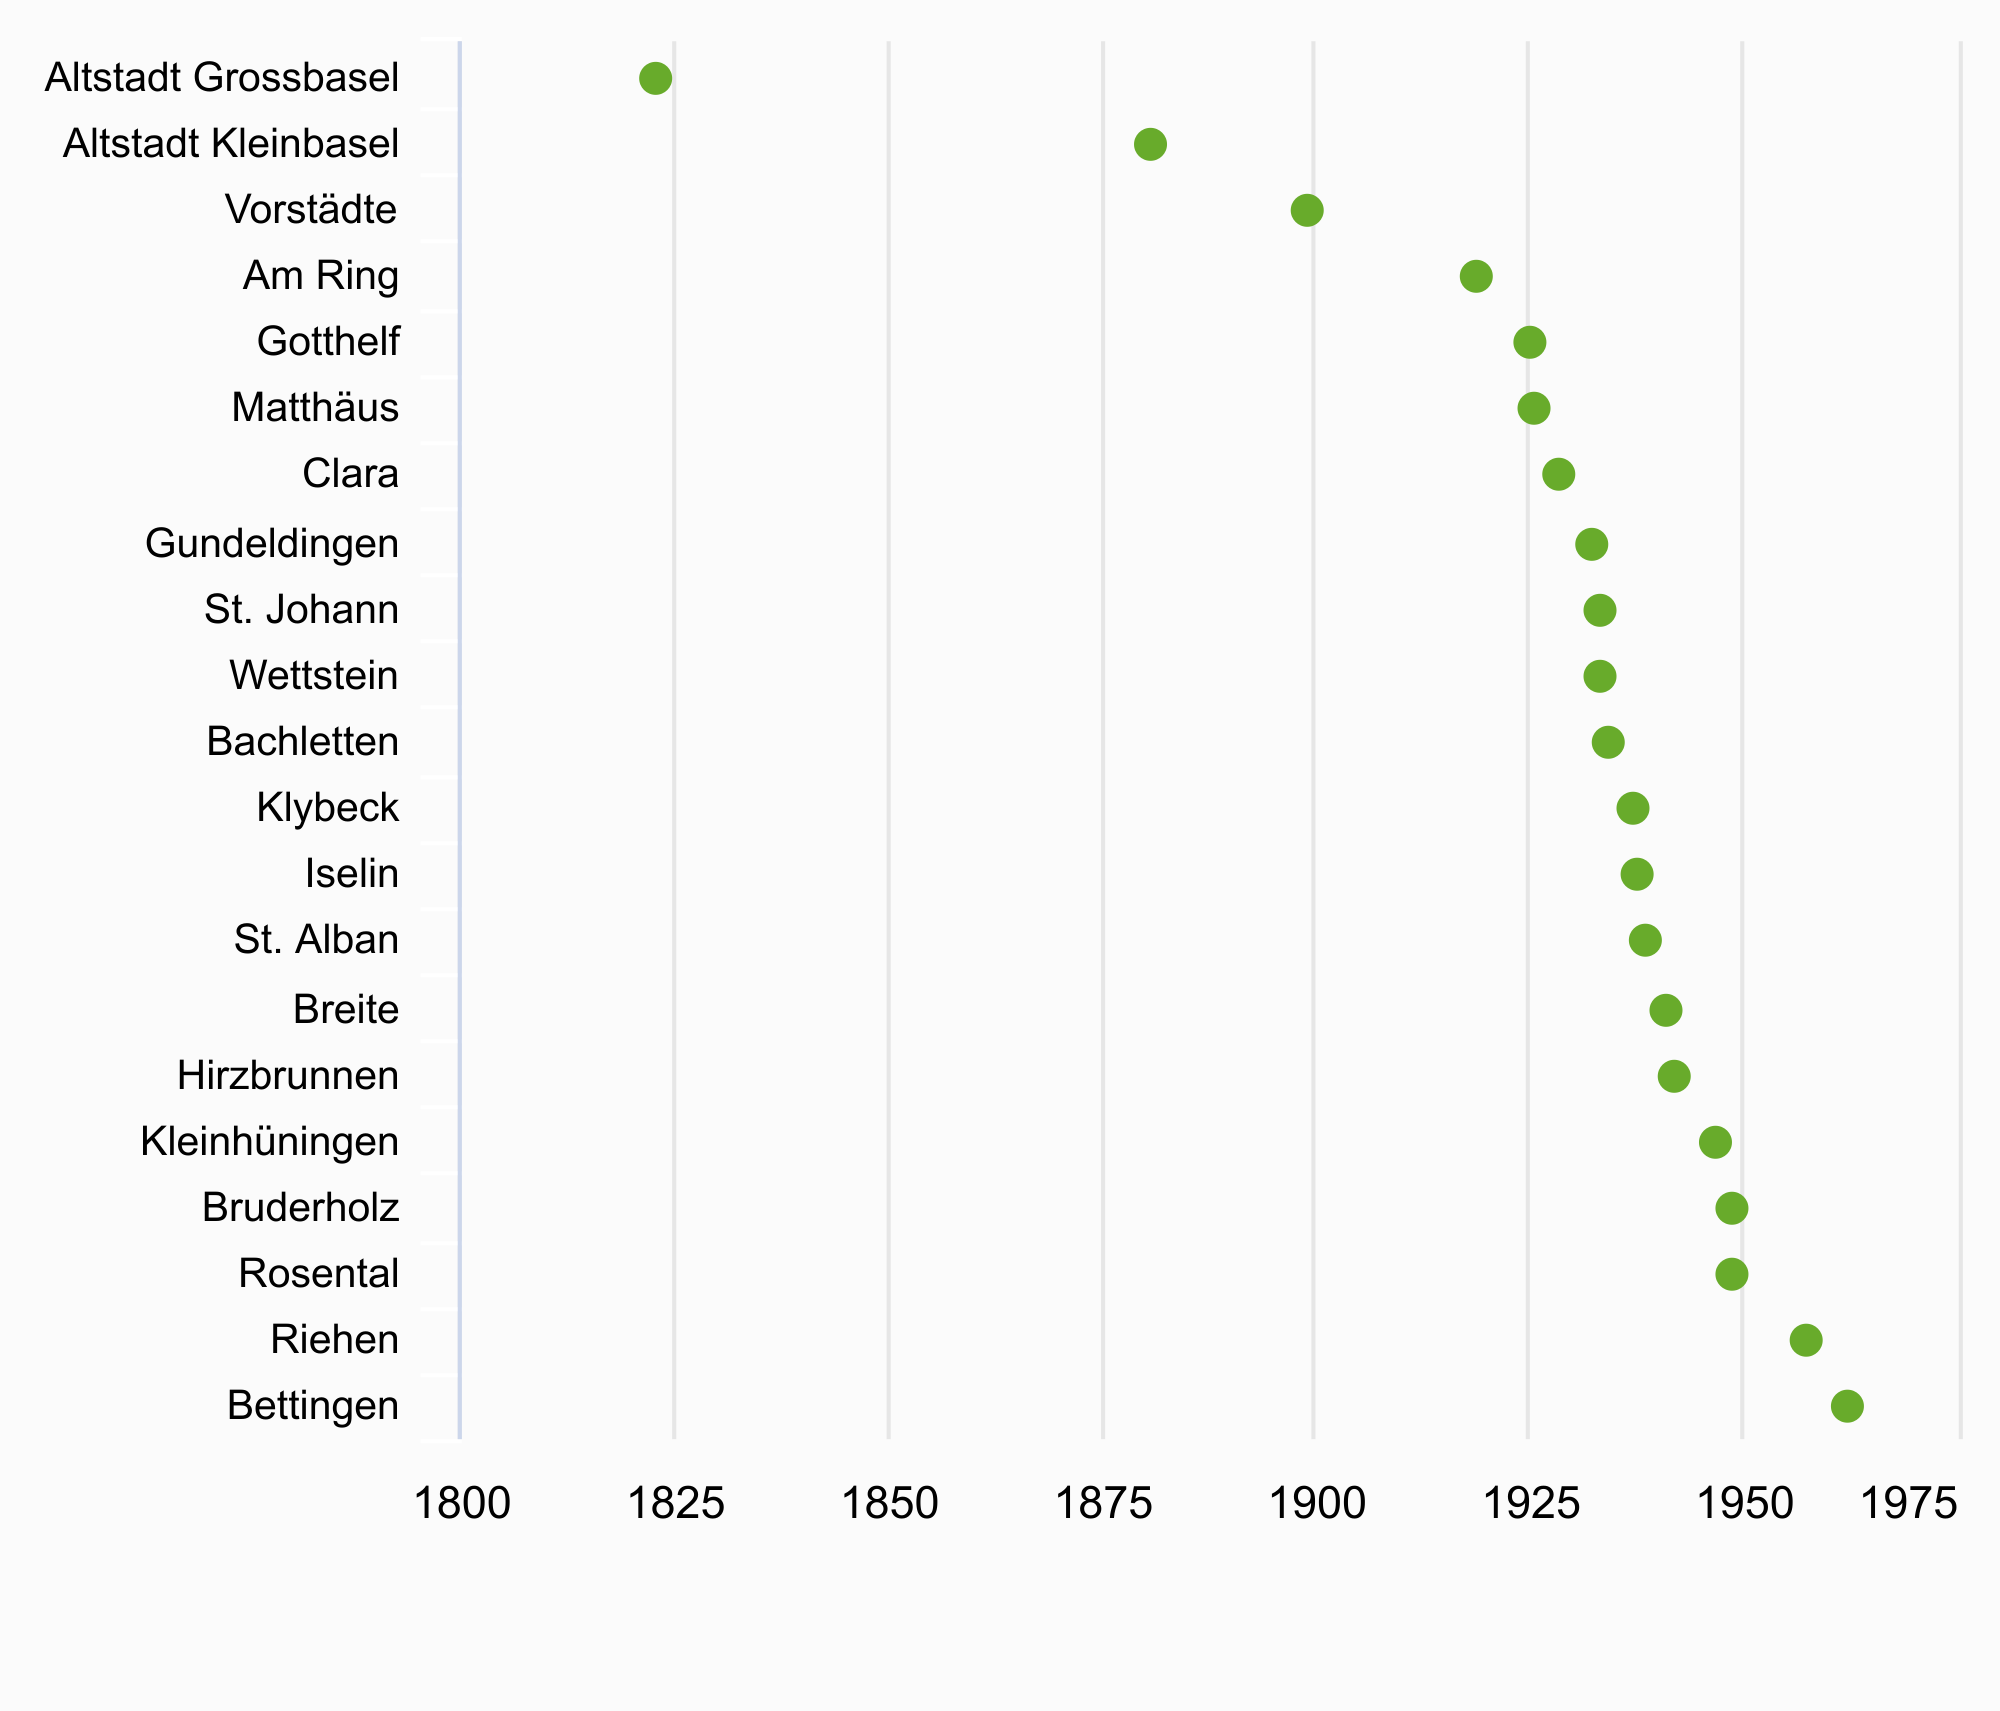 Altstadt Grossbasel
Altstadt Kleinbasel
Vorstädte
Am Ring
Gotthelf
Matthäus
Clara
Gundeldingen
St. Johann
Wettstein
Bachletten
Klybeck
Iselin
St. Alban
Breite
Hirzbrunnen
Kleinhüningen
Bruderholz
Rosental
Riehen
Bettingen
1800 1825 1850 1875 1900 1925 1950 1975